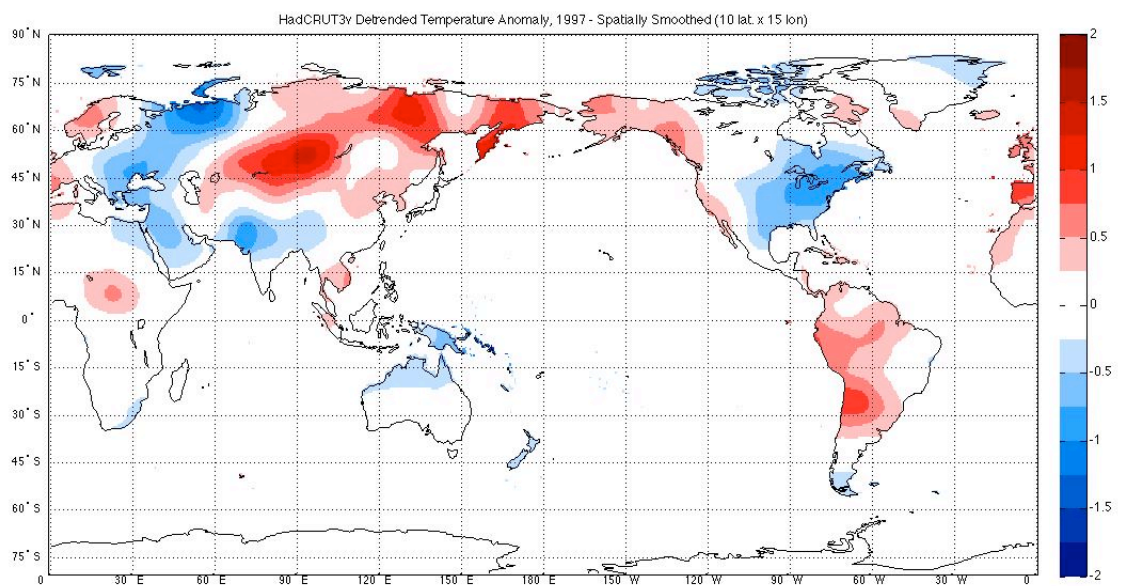 HadCRUT3v Detrended Temperature Anomaly, 1997 - Spatially Smoothed (10 lat. x 15 lon)
90° N
75° N
60° N
45° N
30° N
15° N
0°
15° S
30° S
45° S
60° S
75° S
0 30° E 60° E 90° E 120° E 150° E 180° E 150° W 120° W 90° W 60° W 30° W 0
2
1.5
1
0.5
0
-0.5
-1
-1.5
-2